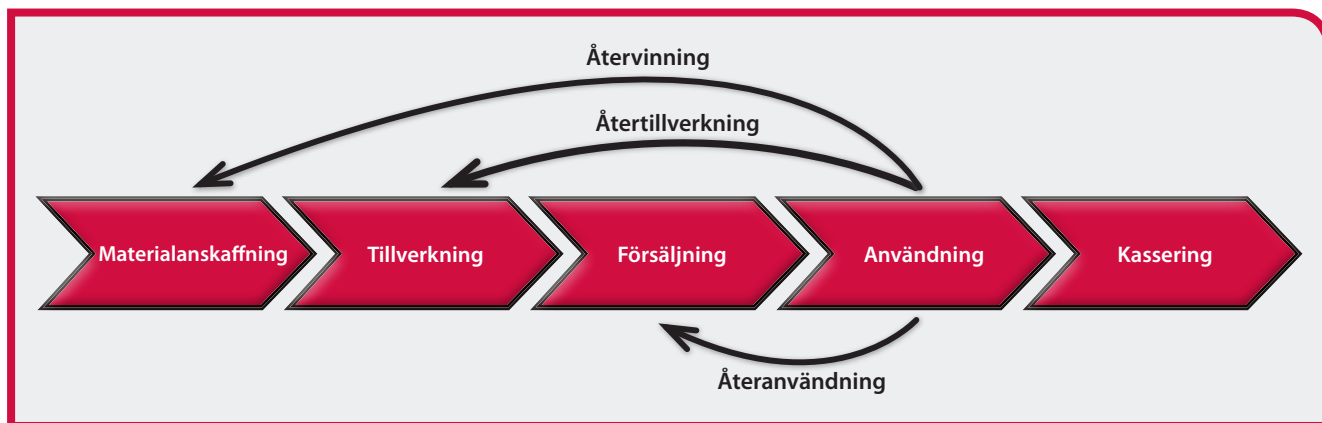 Återvinning
Återtillverkning
Materialanskaffning
Tillverkning
Försäljning
Användning
Kassering
Återanvändning